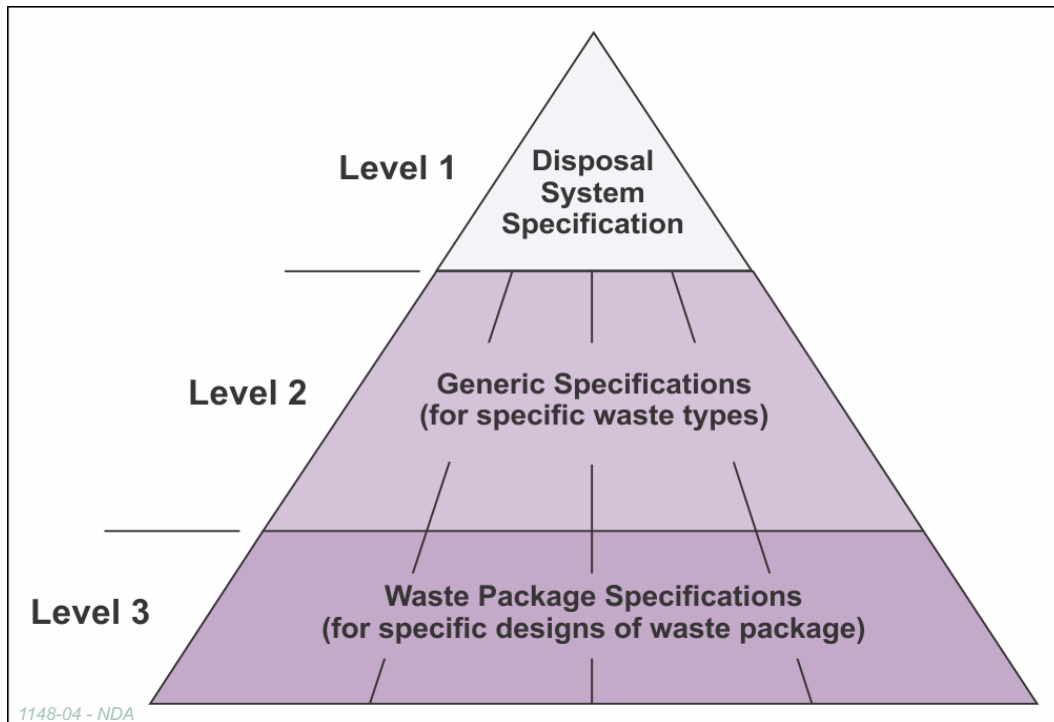 Level 1
Disposal
System
Specification
Level 2
Generic Specifications
(for specific waste types)
Level 3
Waste Package Specifications
(for specific designs of waste package)
1148-04 - NDA